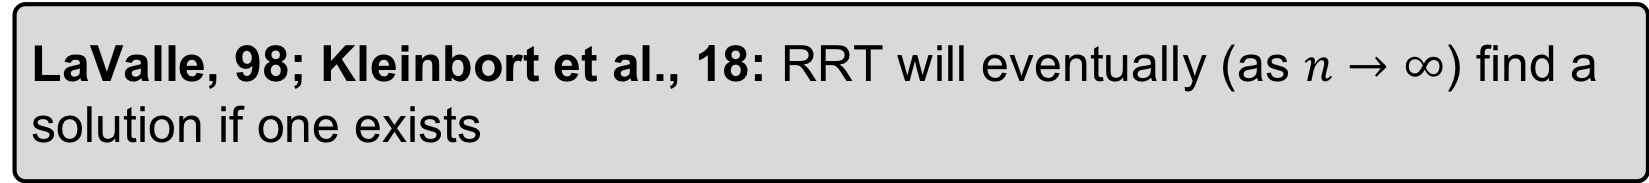 LaValle, 98; Kleinbort et al., 18: RRT will eventually (as 𝑛 → ∞) find a
solution if one exists